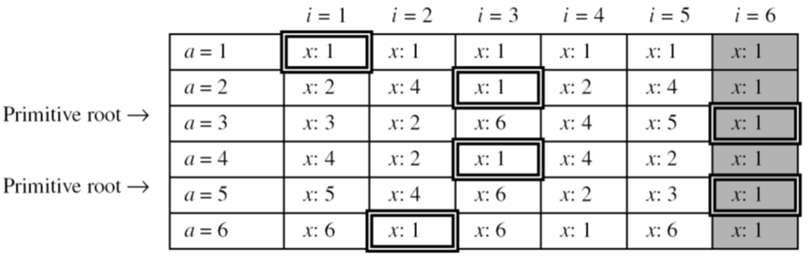 i = 1 i = 2 i = 3 i = 4 i = 5 i = 6
a = 1 x: 1 x: 1 x: 1 x: 1 x: 1 x: 1
a = 2 x: 2 x: 4 x: 1 x: 2 x: 4 x: 1
Primitive root → a = 3 x: 3 x: 2 x: 6 x: 4 x: 5 x: 1
a = 4 x: 4 x: 2 x: 1 x: 4 x: 2 x: 1
Primitive root → a = 5 x: 5 x: 4 x: 6 x: 2 x: 3 x: 1
a = 6 x: 6 x: 1 x: 6 x: 1 x: 6 x: 1